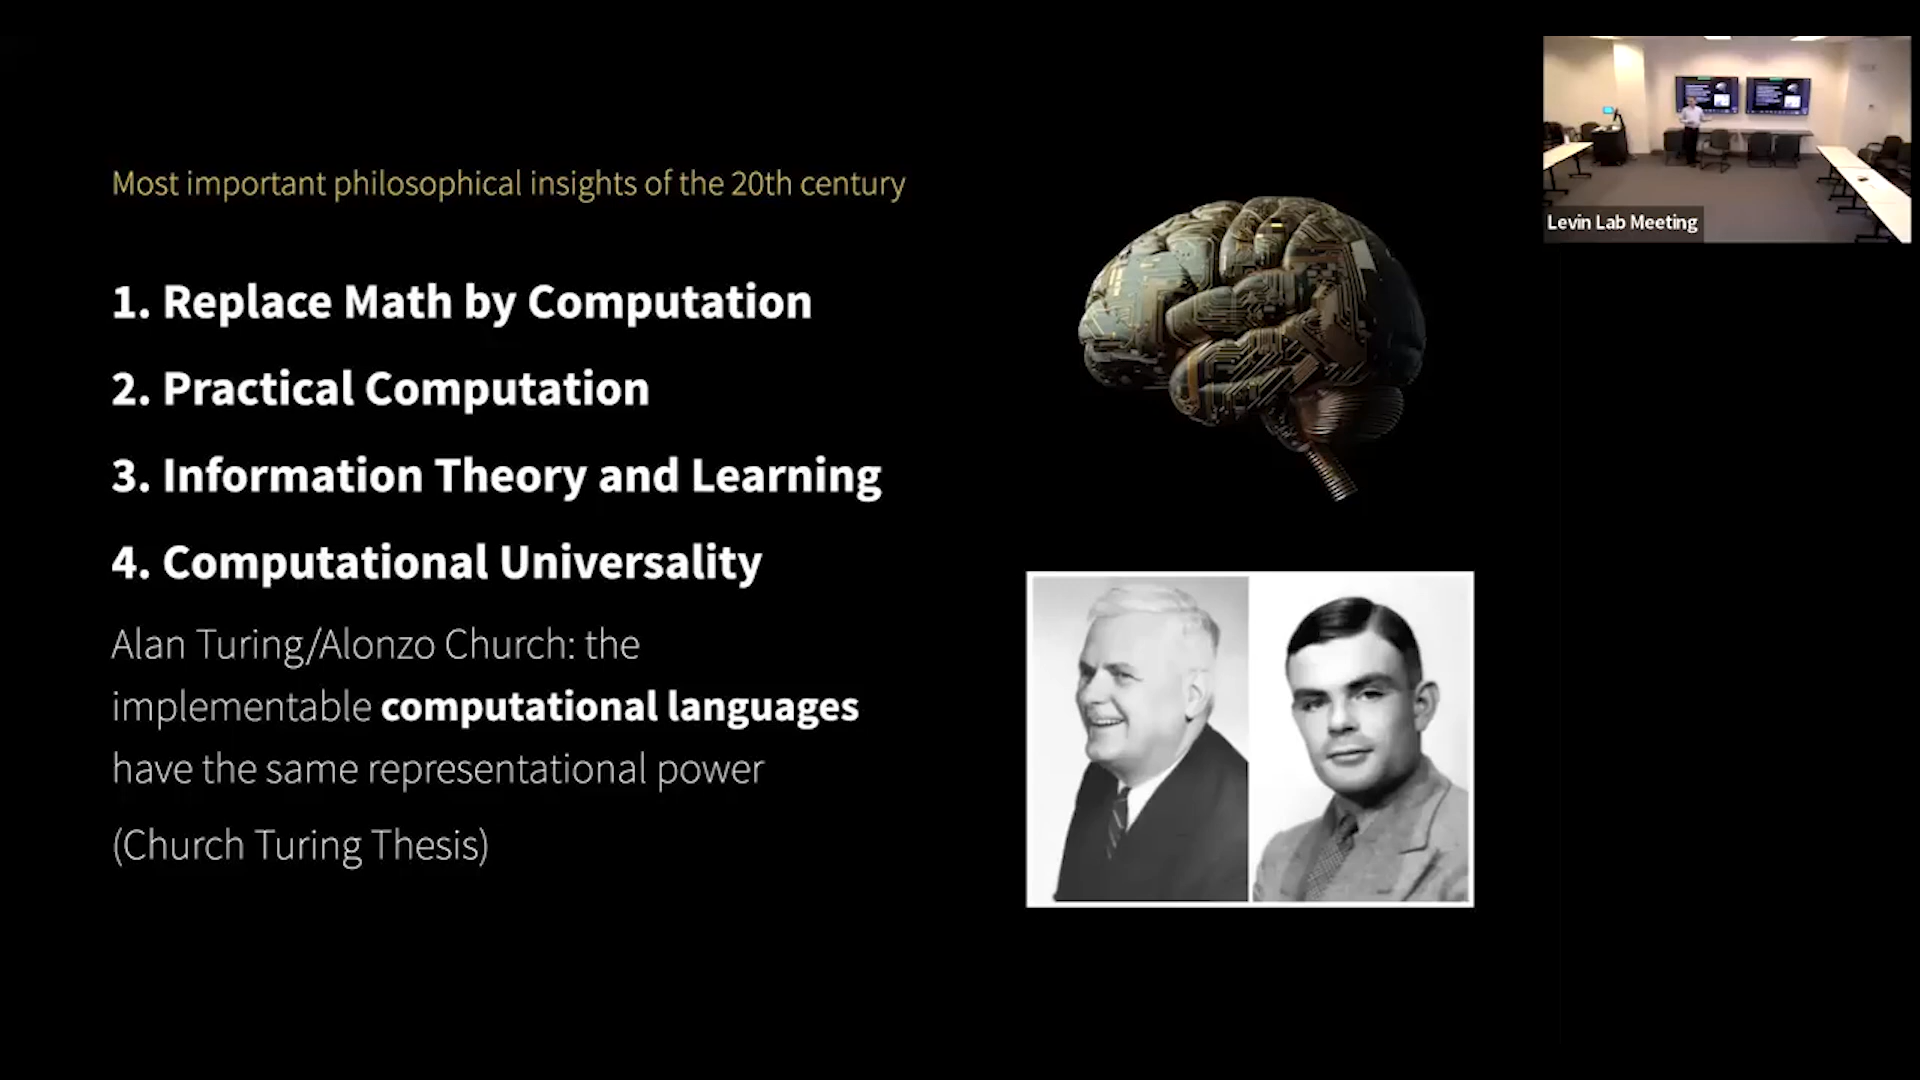 Most important philosophical insights of the 20th century
1. Replace Math by Computation
2. Practical Computation
3. Information Theory and Learning
4. Computational Universality
Alan Turing/Alonzo Church: the
implementable computational languages
have the same representational power
(Church Turing Thesis)
Levin Lab Meeting